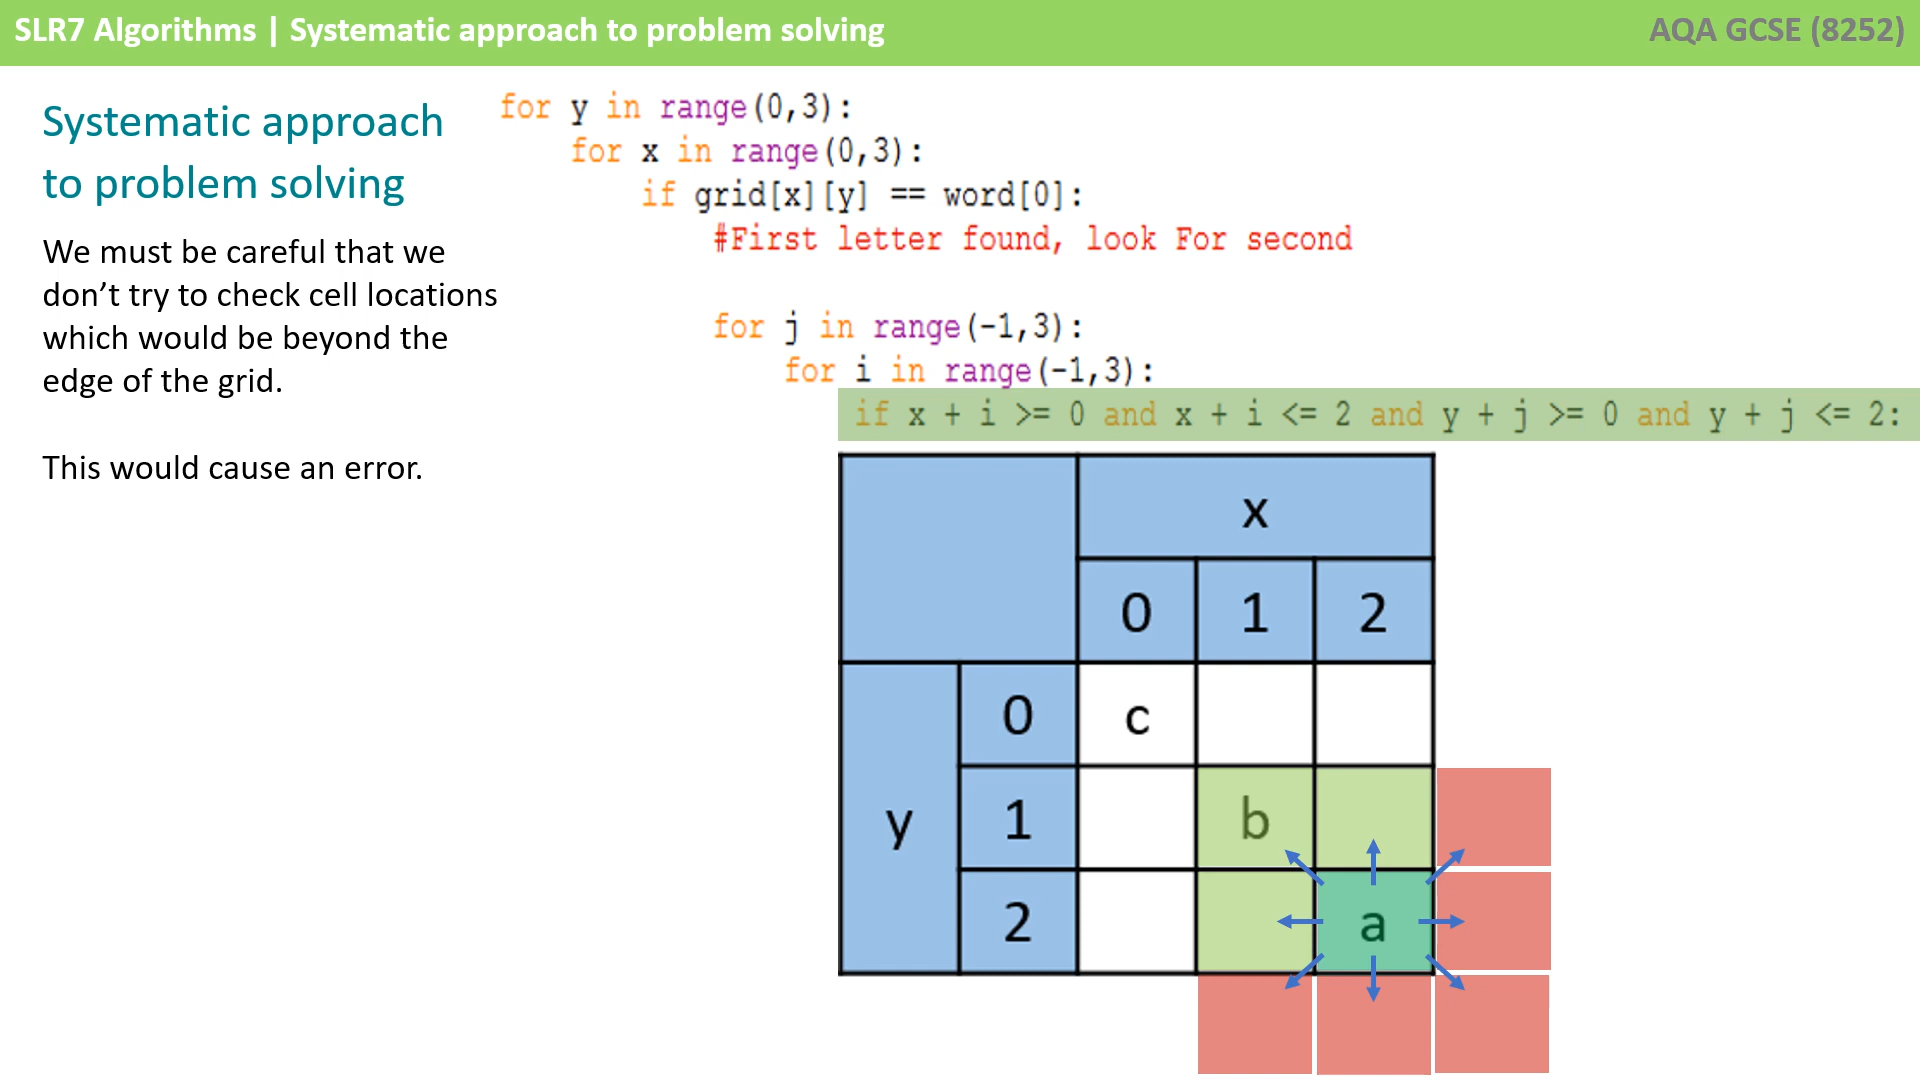 SLR7 Algorithms | Systematic approach to problem solving
AQA GCSE (8252)
Systematic approach
to problem solving
We must be careful that we
don’t try to check cell locations
which would be beyond the
edge of the grid.
This would cause an error.
for y in range(0,3):
    for x in range(0,3):
        if grid[x][y] == word[0]:
            #First letter found, look For second
            for j in range(-1,3):
                for i in range(-1,3):
                    if x + i >= 0 and x + i <= 2 and y + j >= 0 and y + j <= 2:
x
0 1 2
0 c
y 1 b
2 a